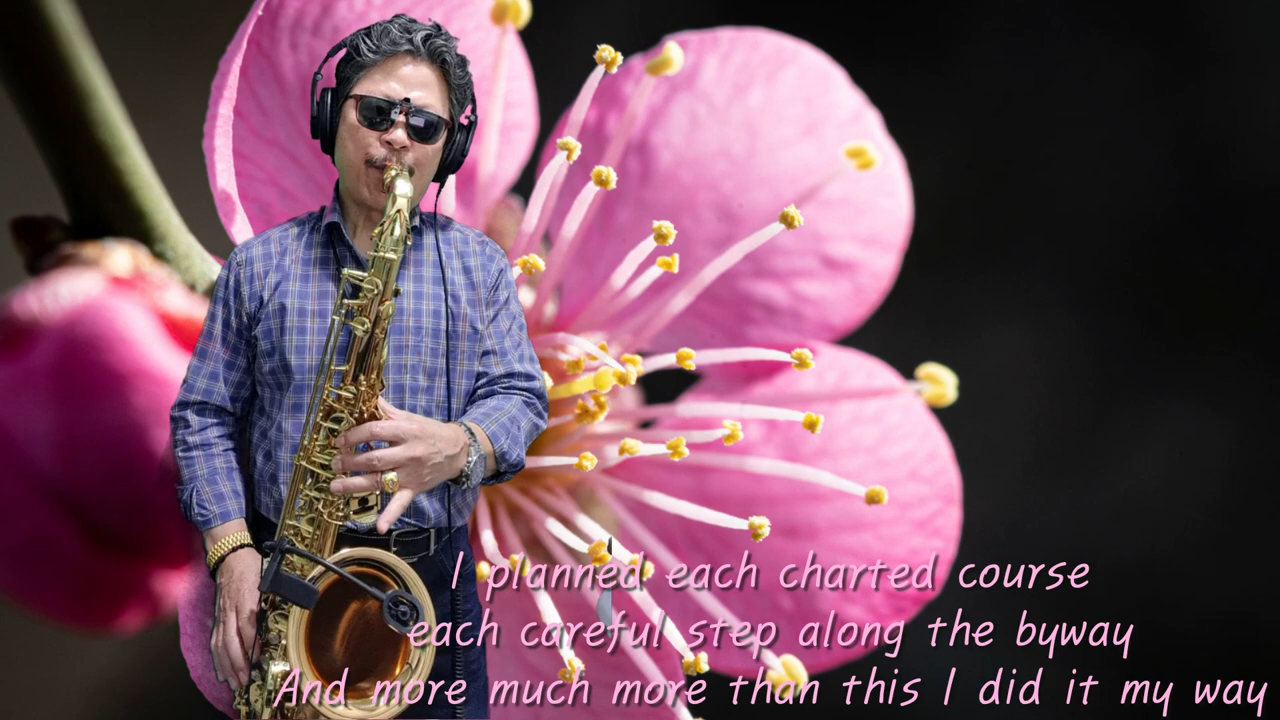 I planned each charted course
each careful step along the byway
And more much more than this I did it my way